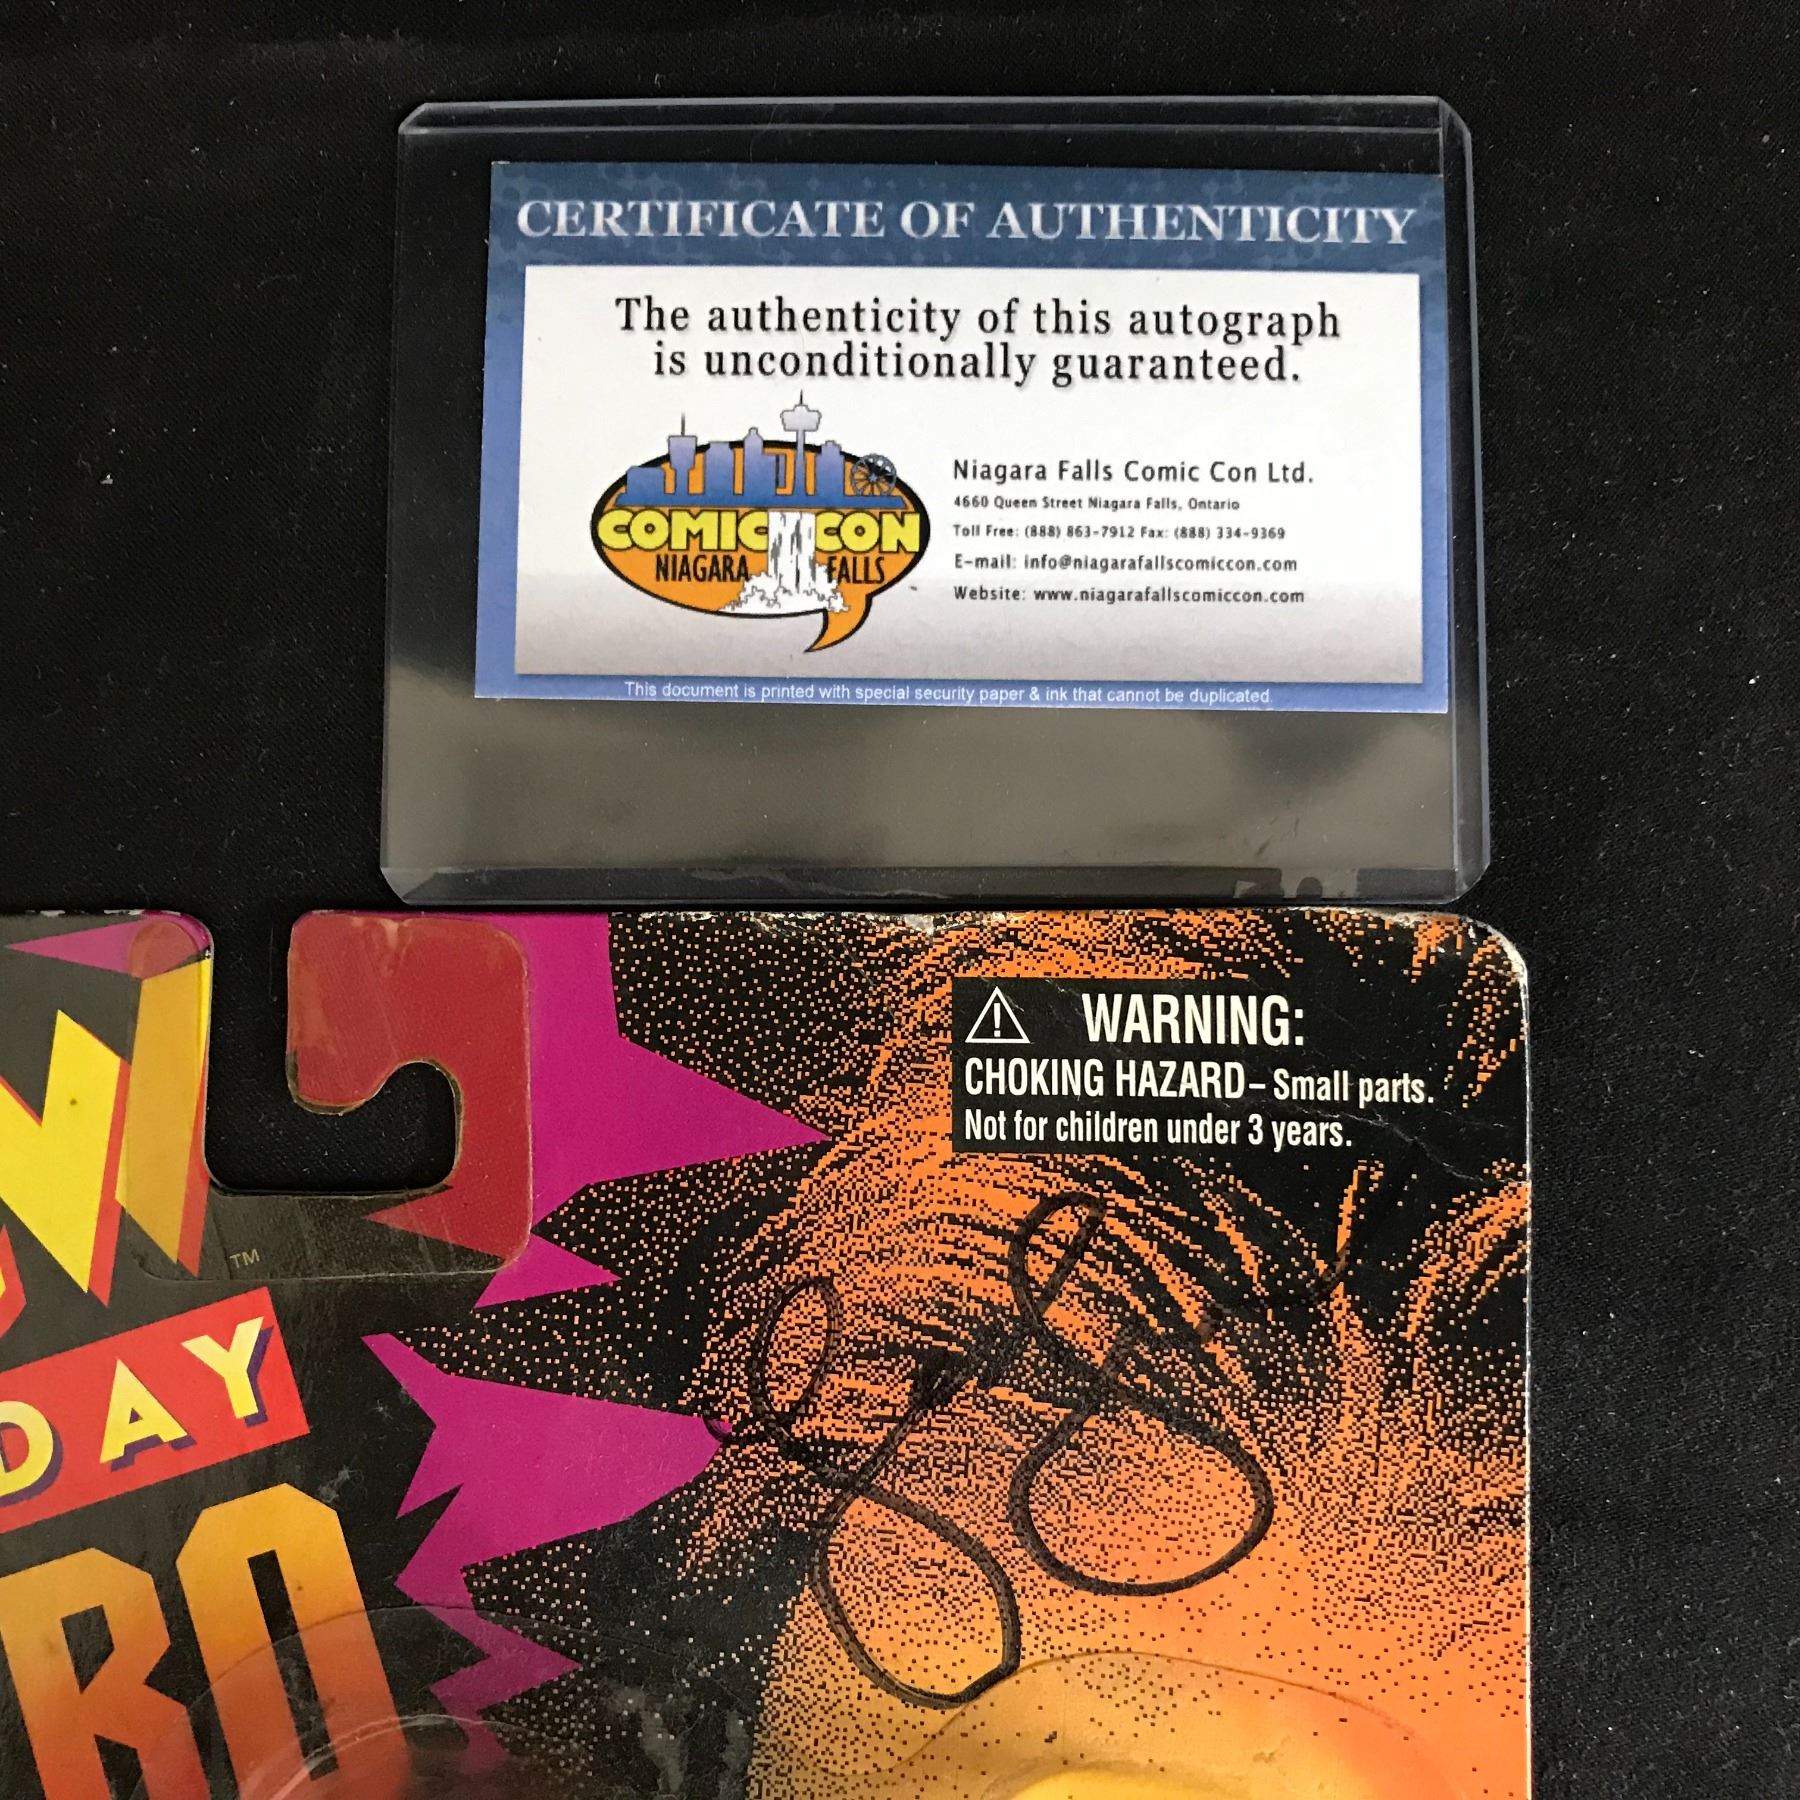 CERTIFICATE OF AUTHENTICITY
The authenticity of this autograph
is unconditionally guaranteed.
COMIC CON
NIAGARA FALLS
Niagara Falls Comic Con Ltd.
4660 Queen Street Niagara Falls, Ontario
Toll Free: (888) 863-7912 Fax: (888) 334-9369
E-mail: info@niagarafallscomiccon.com
Website: www.niagarafallscomiccon.com
This document is printed with special security paper & ink that cannot be duplicated.
WARNING:
CHOKING HAZARD– Small parts.
Not for children under 3 years.
W
TM
DAY
RO